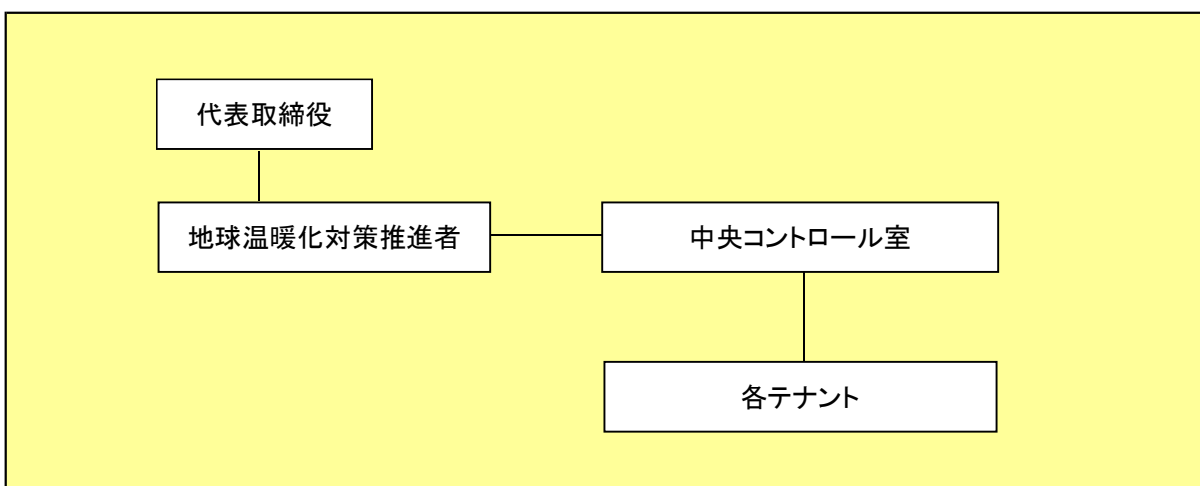 代表取締役
地球温暖化対策推進者
中央コントロール室
各テナント